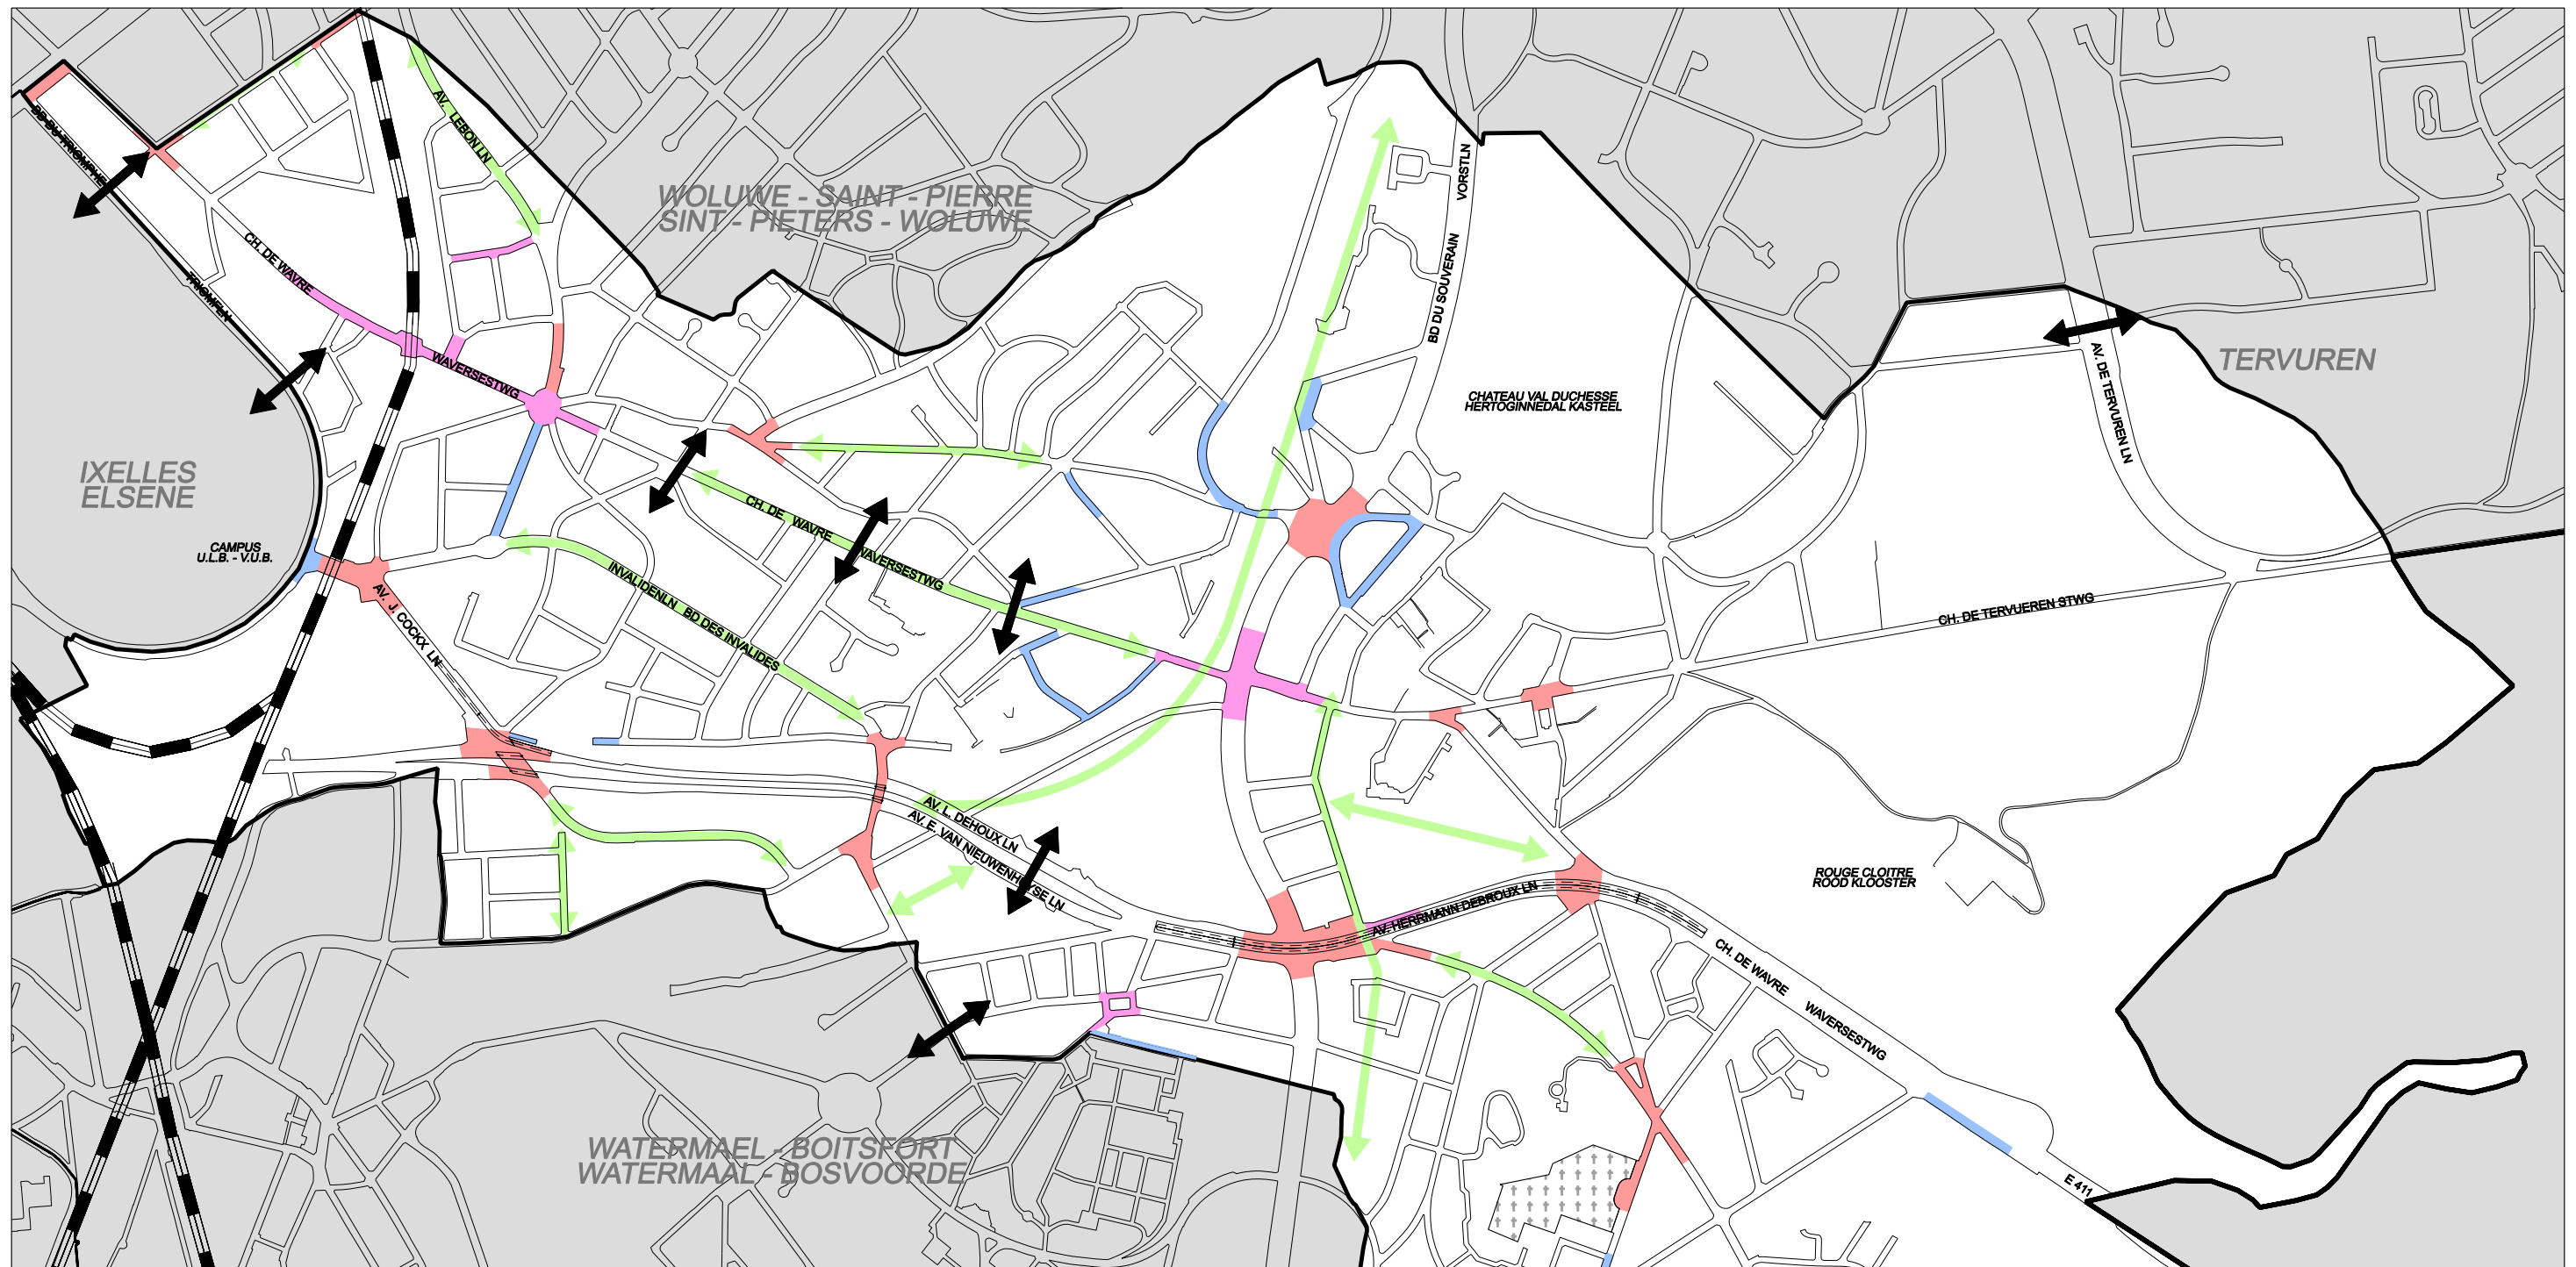 AV. LEBON LN
BD DU TRIOMPHE
TRIOMFLN
CH. DE WAVRE
WAVERSESTWG
WOLUWE - SAINT - PIERRE
SINT - PIETERS - WOLUWE
VORSTLN
BD DU SOUVERAIN
TERVUREN
AV. DE TERVUREN LN
CHATEAU VAL DUCHESSE
HERTOGINNEDAL KASTEEL
IXELLES
ELSENE
CAMPUS
U.L.B. - V.U.B.
CH. DE WAVRE WAVERSESTWG
INVALIDENLN BD DES INVALIDES
AV. J. COCKX LN
CH. DE TERVUEREN STWG
AV. L. DEHOUX LN
AV. E. VAN NIEUWENHUYSE LN
AV. HERRMANN DEBROUX LN
ROUGE CLOITRE
ROOD KLOOSTER
CH. DE WAVRE WAVERSESTWG
WATERMAEL - BOITSFORT
WATERMAAL - BOSVOORDE
E 411